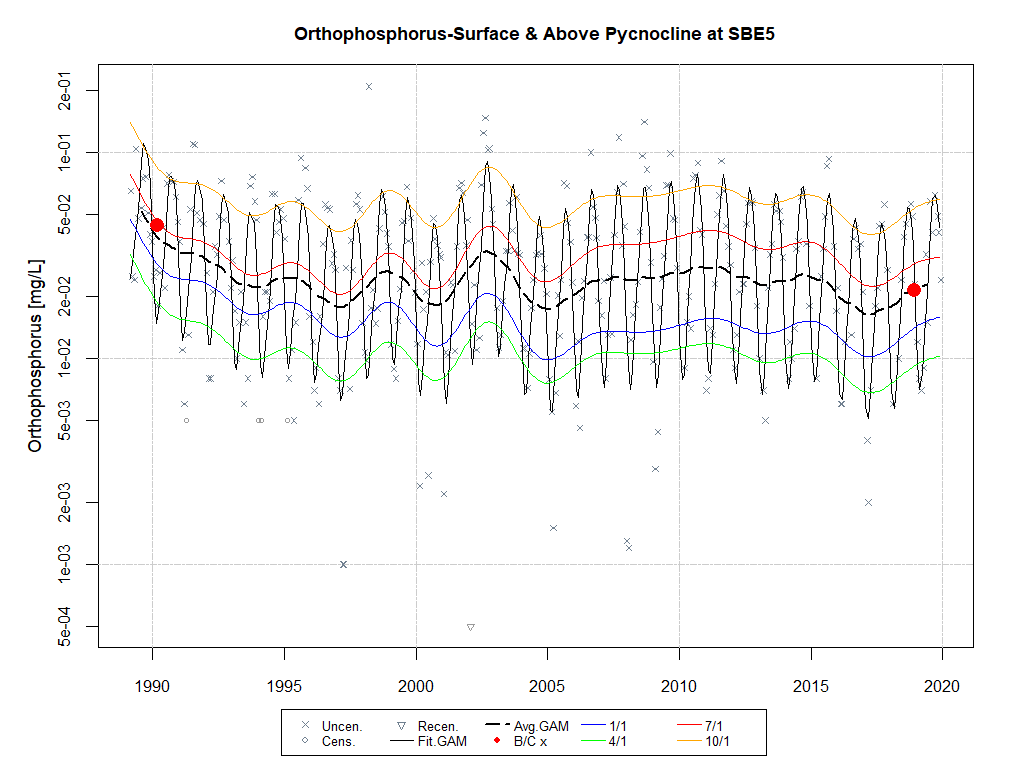 Orthophosphorus-Surface & Above Pycnocline at SBE5
Orthophosphorus [mg/L]
2e-01
1e-01
5e-02
2e-02
1e-02
5e-03
2e-03
1e-03
5e-04
1990 1995 2000 2005 2010 2015 2020
Uncen. Recen. Avg.GAM 1/1 7/1
Cens. Fit.GAM B/C x 4/1 10/1